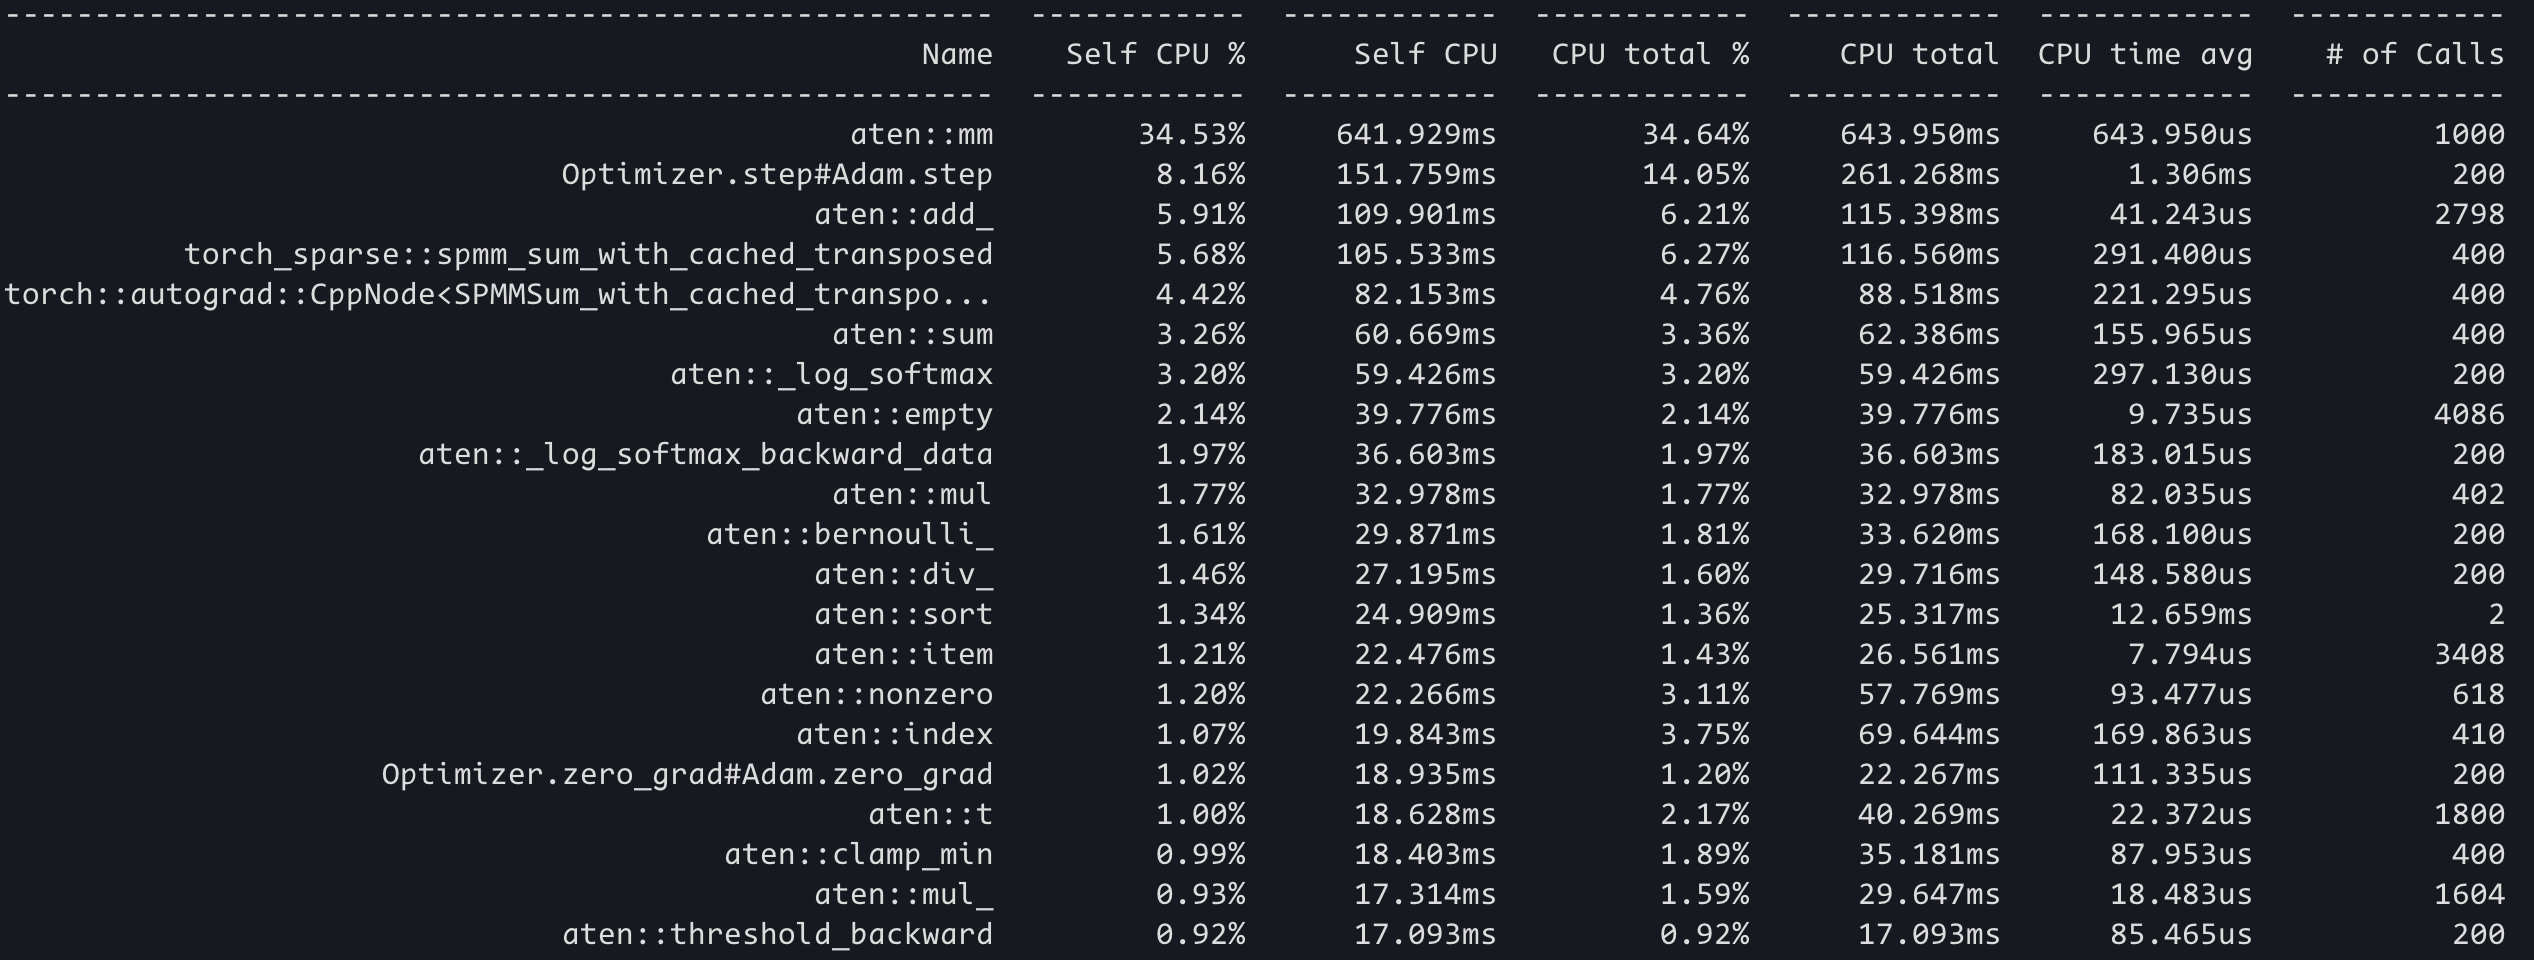 -------------------------------------------------------  ------------  ------------  ------------  ------------  ------------  ------------
Name  Self CPU %  Self CPU  CPU total %  CPU total  CPU time avg  # of Calls
-------------------------------------------------------  ------------  ------------  ------------  ------------  ------------  ------------
aten::mm  34.53%  641.929ms  34.64%  643.950ms  643.950us  1000
Optimizer.step#Adam.step  8.16%  151.759ms  14.05%  261.268ms  1.306ms  200
aten::add_  5.91%  109.901ms  6.21%  115.398ms  41.243us  2798
torch_sparse::spmm_sum_with_cached_transposed  5.68%  105.533ms  6.27%  116.560ms  291.400us  400
torch::autograd::CppNode<SPMMSum_with_cached_transpo...  4.42%  82.153ms  4.76%  88.518ms  221.295us  400
aten::sum  3.26%  60.669ms  3.36%  62.386ms  155.965us  400
aten::_log_softmax  3.20%  59.426ms  3.20%  59.426ms  297.130us  200
aten::empty  2.14%  39.776ms  2.14%  39.776ms  9.735us  4086
aten::_log_softmax_backward_data  1.97%  36.603ms  1.97%  36.603ms  183.015us  200
aten::mul  1.77%  32.978ms  1.77%  32.978ms  82.035us  402
aten::bernoulli_  1.61%  29.871ms  1.81%  33.620ms  168.100us  200
aten::div_  1.46%  27.195ms  1.60%  29.716ms  148.580us  200
aten::sort  1.34%  24.909ms  1.36%  25.317ms  12.659ms  2
aten::item  1.21%  22.476ms  1.43%  26.561ms  7.794us  3408
aten::nonzero  1.20%  22.266ms  3.11%  57.769ms  93.477us  618
aten::index  1.07%  19.843ms  3.75%  69.644ms  169.863us  410
Optimizer.zero_grad#Adam.zero_grad  1.02%  18.935ms  1.20%  22.267ms  111.335us  200
aten::t  1.00%  18.628ms  2.17%  40.269ms  22.372us  1800
aten::clamp_min  0.99%  18.403ms  1.89%  35.181ms  87.953us  400
aten::mul_  0.93%  17.314ms  1.59%  29.647ms  18.483us  1604
aten::threshold_backward  0.92%  17.093ms  0.92%  17.093ms  85.465us  200